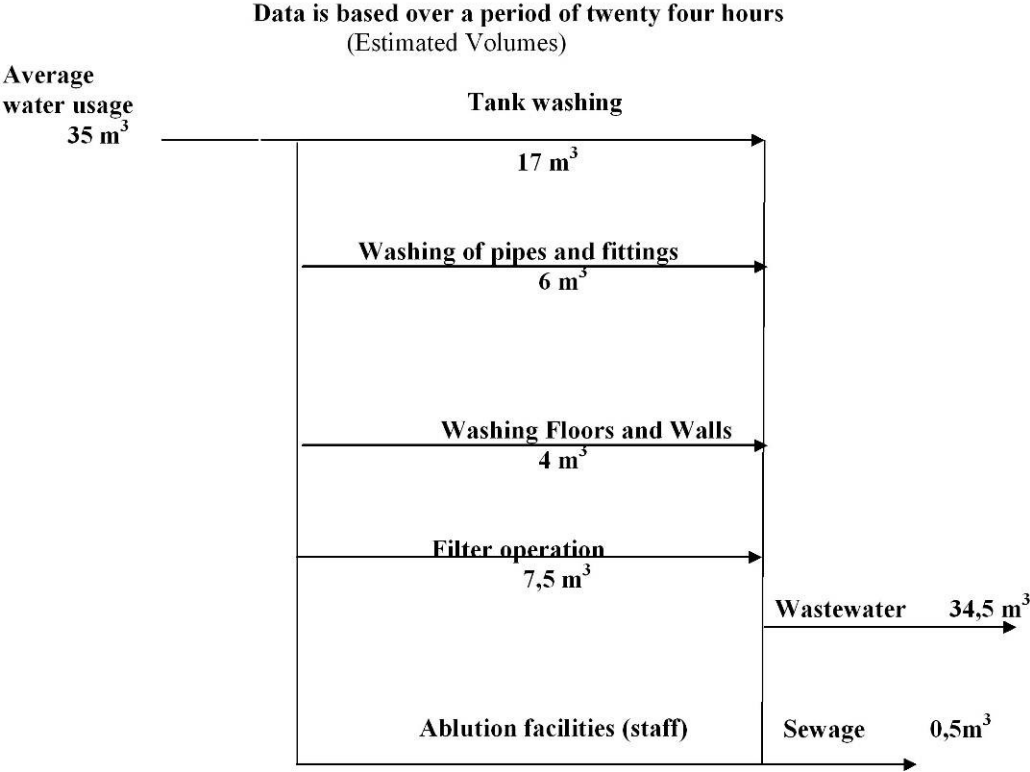 Data is based over a period of twenty four hours
(Estimated Volumes)
Average
water usage
35 m³
Tank washing
17 m³
Washing of pipes and fittings
6 m³
Washing Floors and Walls
4 m³
Filter operation
7,5 m³
Wastewater 34,5 m³
Ablution facilities (staff) Sewage 0,5m³